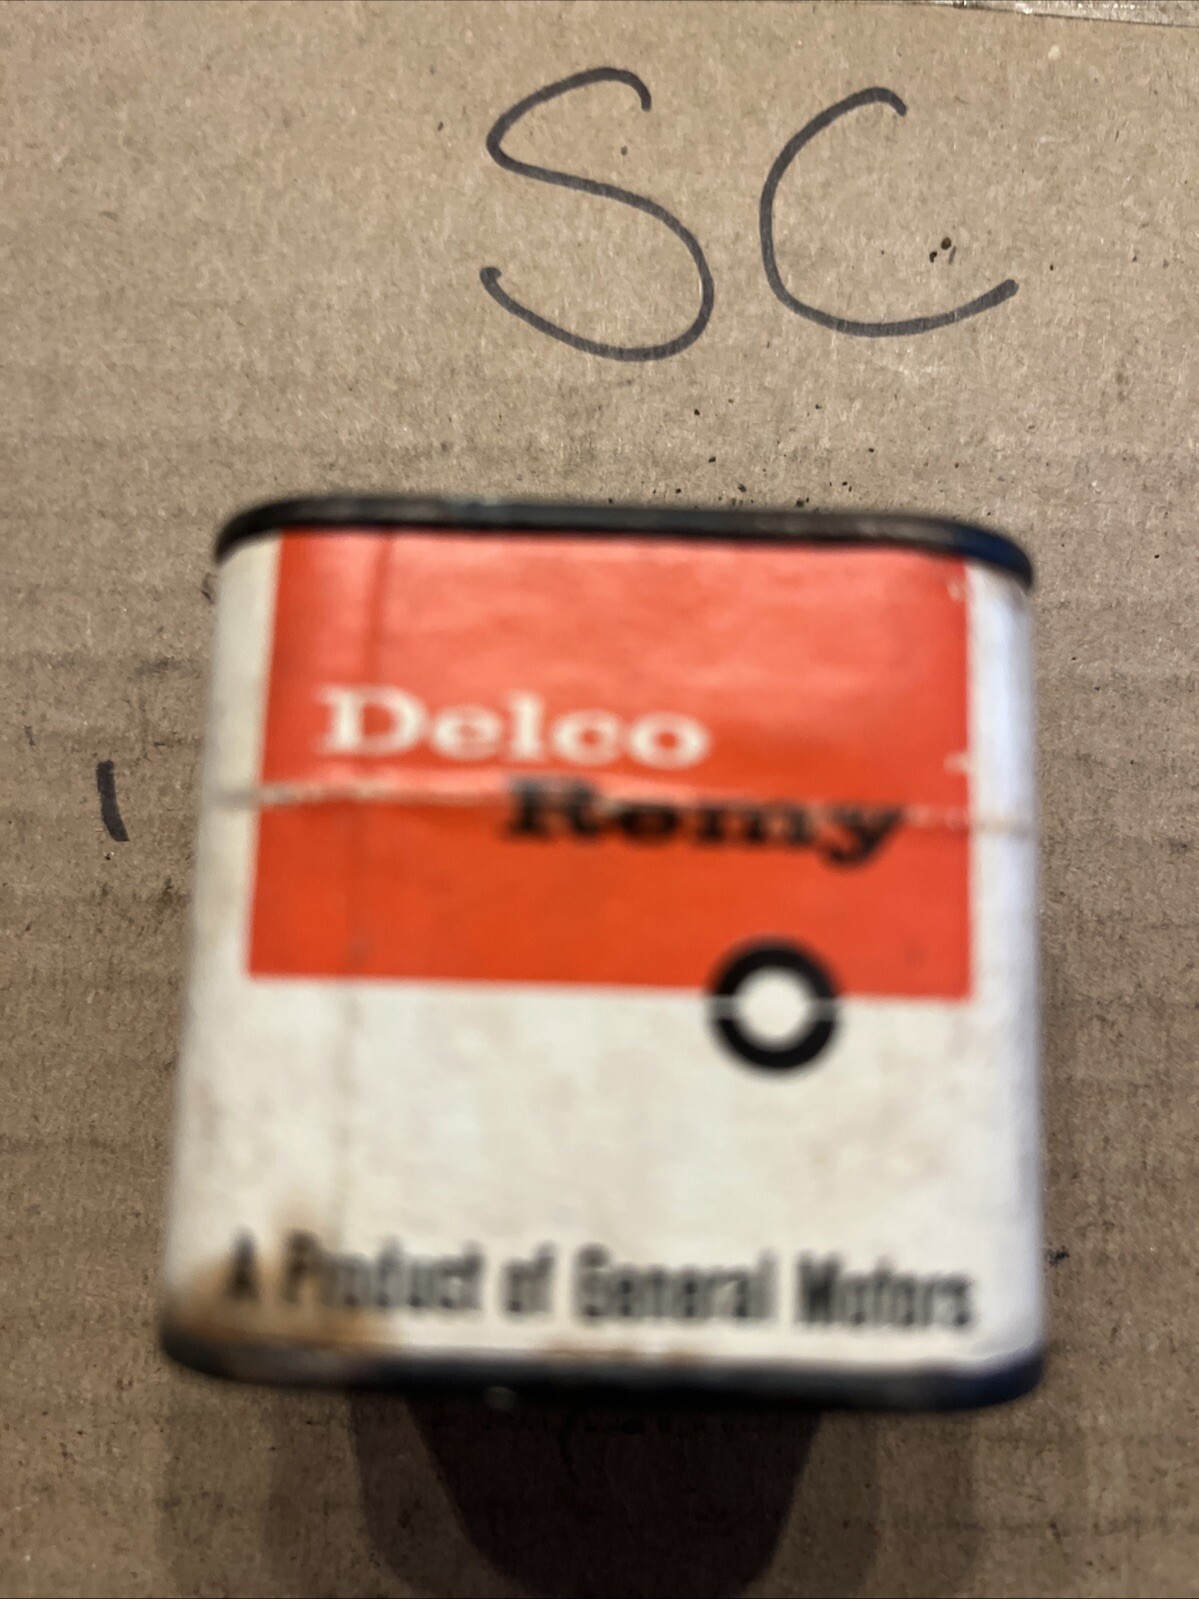 SC
Delco
Remy
A Product of General Motors